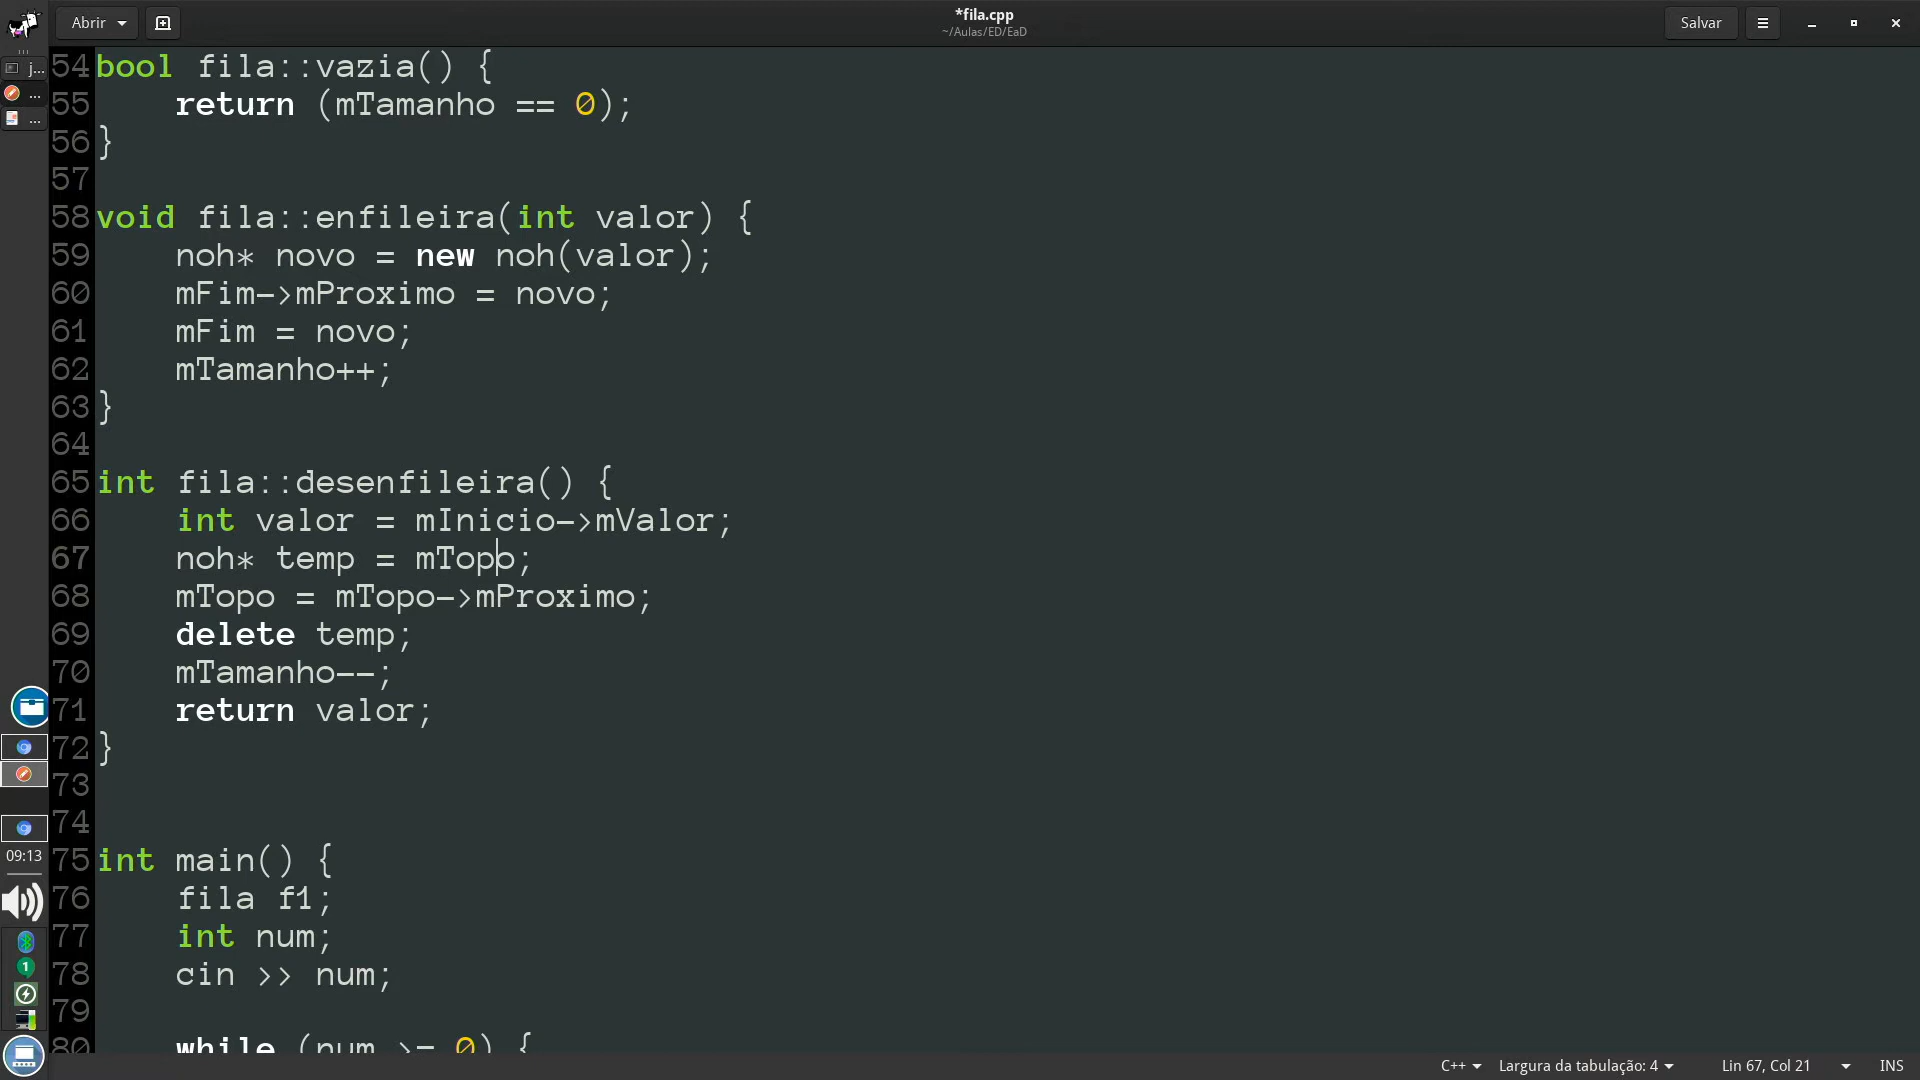 Abrir
*fila.cpp
~/Aulas/ED/EaD
Salvar
j...
...
...
54 bool fila::vazia() {
55     return (mTamanho == 0);
56 }
57
58 void fila::enfileira(int valor) {
59     noh* novo = new noh(valor);
60     mFim->mProximo = novo;
61     mFim = novo;
62     mTamanho++;
63 }
64
65 int fila::desenfileira() {
66     int valor = mInicio->mValor;
67     noh* temp = mTopo;
68     mTopo = mTopo->mProximo;
69     delete temp;
70     mTamanho--;
71     return valor;
72 }
73
74
75 int main() {
76     fila f1;
77     int num;
78     cin >> num;
79
80     while (num >= 0) {
09:13
1
C++
Largura da tabulação: 4
Lin 67, Col 21
INS